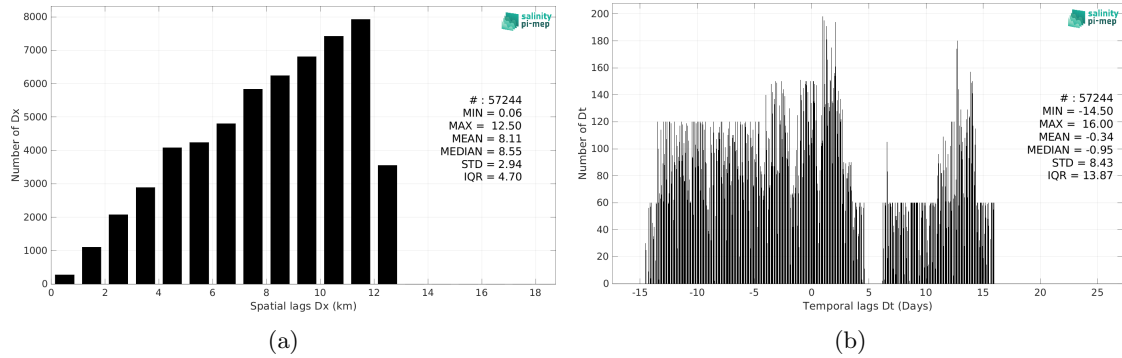 8000
7000
6000
5000
4000
3000
2000
1000
0
Number of Dx
0 2 4 6 8 10 12 14 16 18
Spatial lags Dx (km)
salinity
pi-mep
# : 57244
MIN = 0.06
MAX = 12.50
MEAN = 8.11
MEDIAN = 8.55
STD = 2.94
IQR = 4.70
(a)
200
180
160
140
120
100
80
60
40
20
0
Number of Dt
-15 -10 -5 0 5 10 15 20 25
Temporal lags Dt (Days)
salinity
pi-mep
# : 57244
MIN = -14.50
MAX = 16.00
MEAN = -0.34
MEDIAN = -0.95
STD = 8.43
IQR = 13.87
(b)